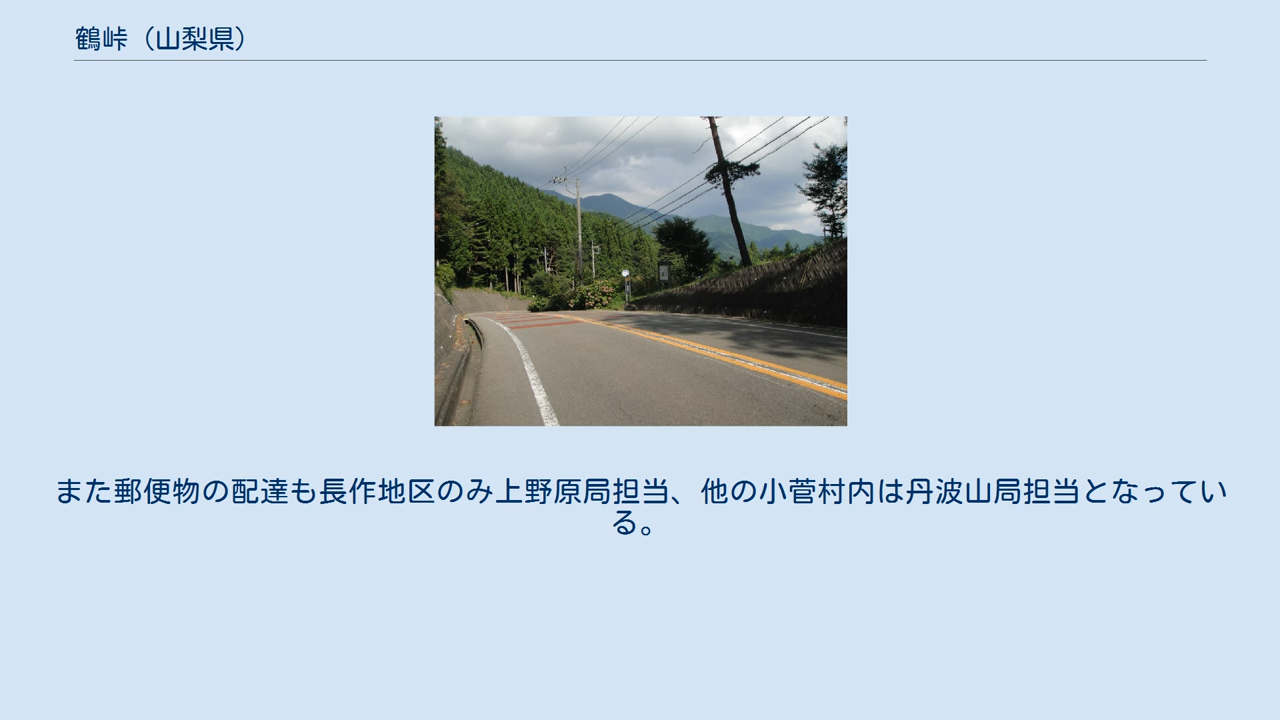 鶴峠（山梨県）
また郵便物の配達も長作地区のみ上野原局担当、他の小菅村内は丹波山局担当となってい
る。